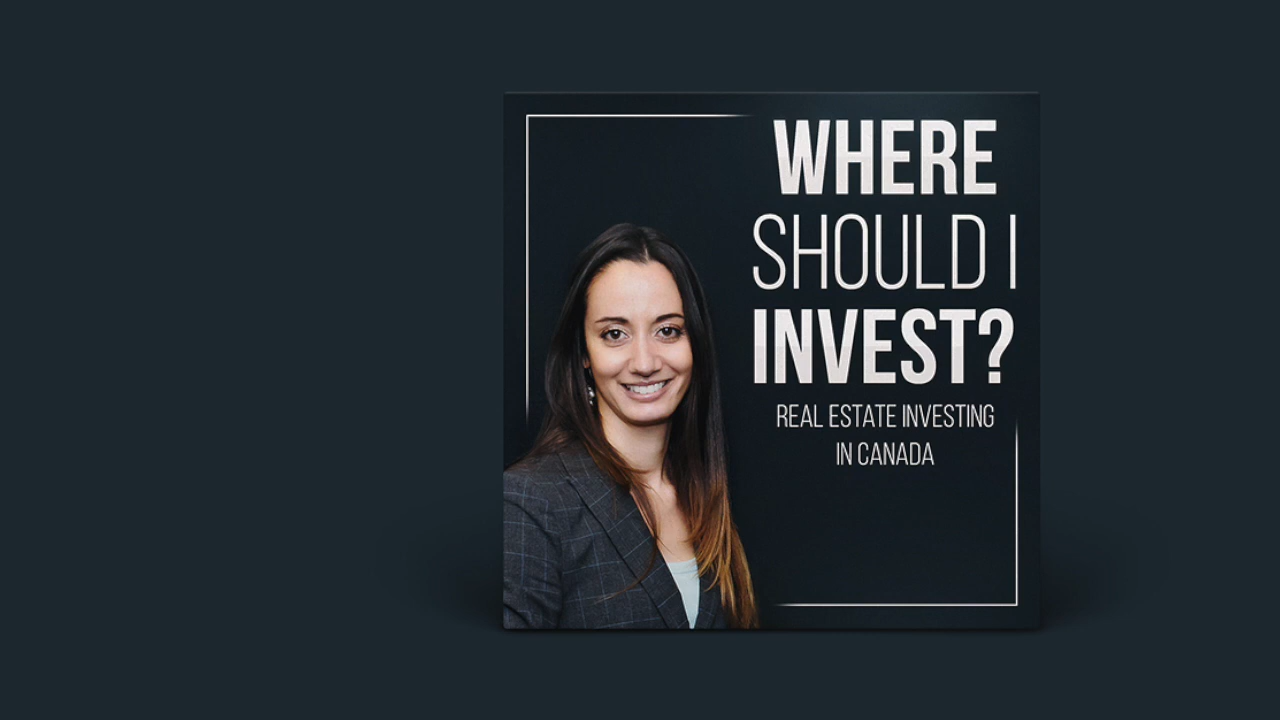 WHERE
SHOULD I
INVEST?
REAL ESTATE INVESTING
IN CANADA